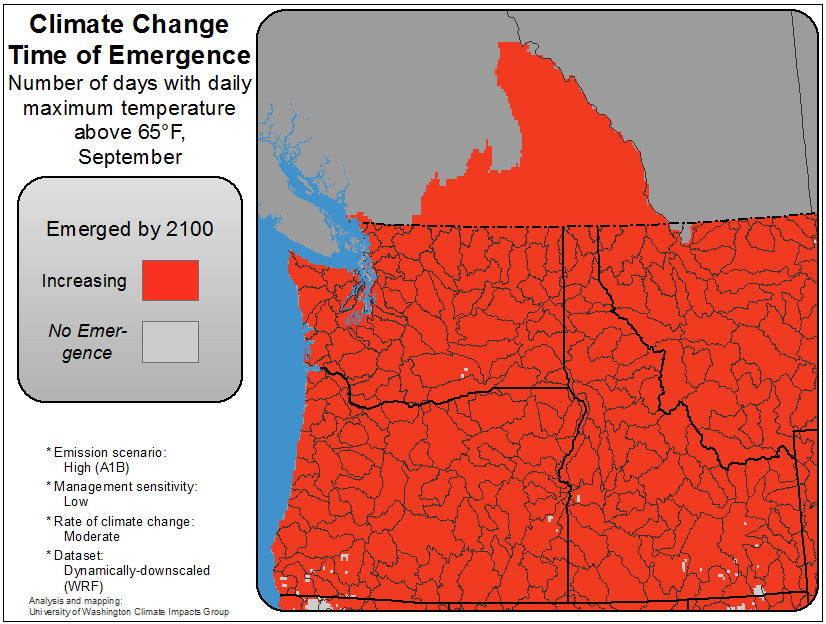 Climate Change
Time of Emergence
Number of days with daily
maximum temperature
above 65°F,
September
Emerged by 2100
Increasing
No Emer-
gence
* Emission scenario:
High (A1B)
* Management sensitivity:
Low
* Rate of climate change:
Moderate
* Dataset:
Dynamically-downscaled
(WRF)
Analysis and mapping:
University of Washington Climate Impacts Group